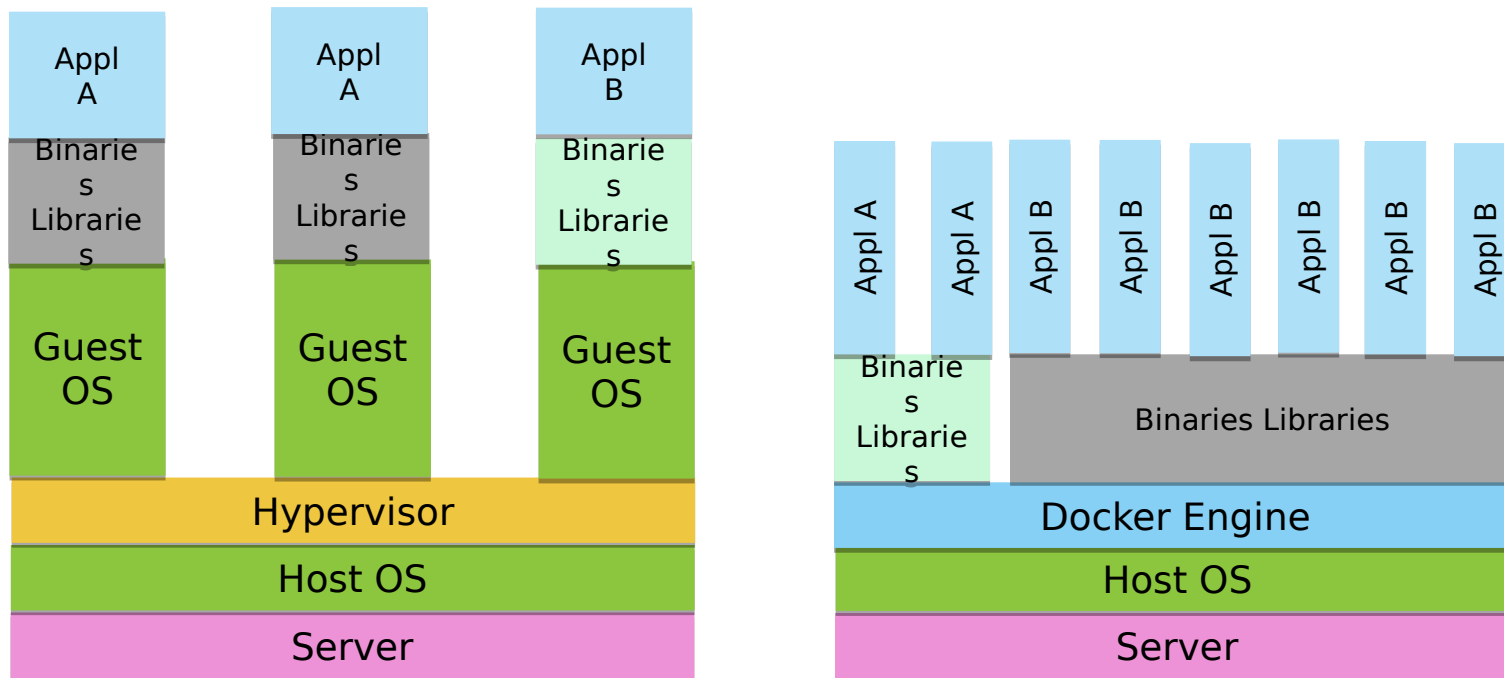 Appl
A
Appl
A
Appl
B
Binarie
s
Librarie
s
Binarie
s
Librarie
s
Binarie
s
Librarie
s
Guest
OS
Guest
OS
Guest
OS
Hypervisor
Host OS
Server
Appl A
Appl A
Appl B
Appl B
Appl B
Appl B
Appl B
Appl B
Binarie
s
Librarie
s
Binaries Libraries
Docker Engine
Host OS
Server